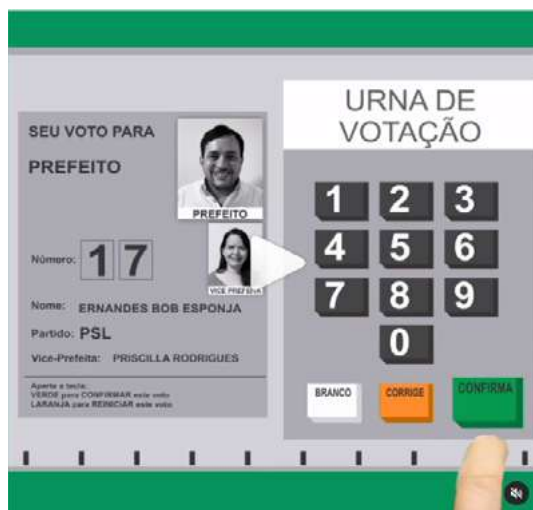 SEU VOTO PARA
PREFEITO
PREFEITO
VICE PREFEITA
Número: 17
Nome: ERNANDES BOB ESPONJA
Partido: PSL
Vice-Prefeita: PRISCILLA RODRIGUES
Aperte a tecla:
VERDE para CONFIRMAR este voto
LARANJA para REINICIAR este voto
URNA DE
VOTAÇÃO
1 2 3
4 5 6
7 8 9
0
BRANCO CORRIGE CONFIRMA